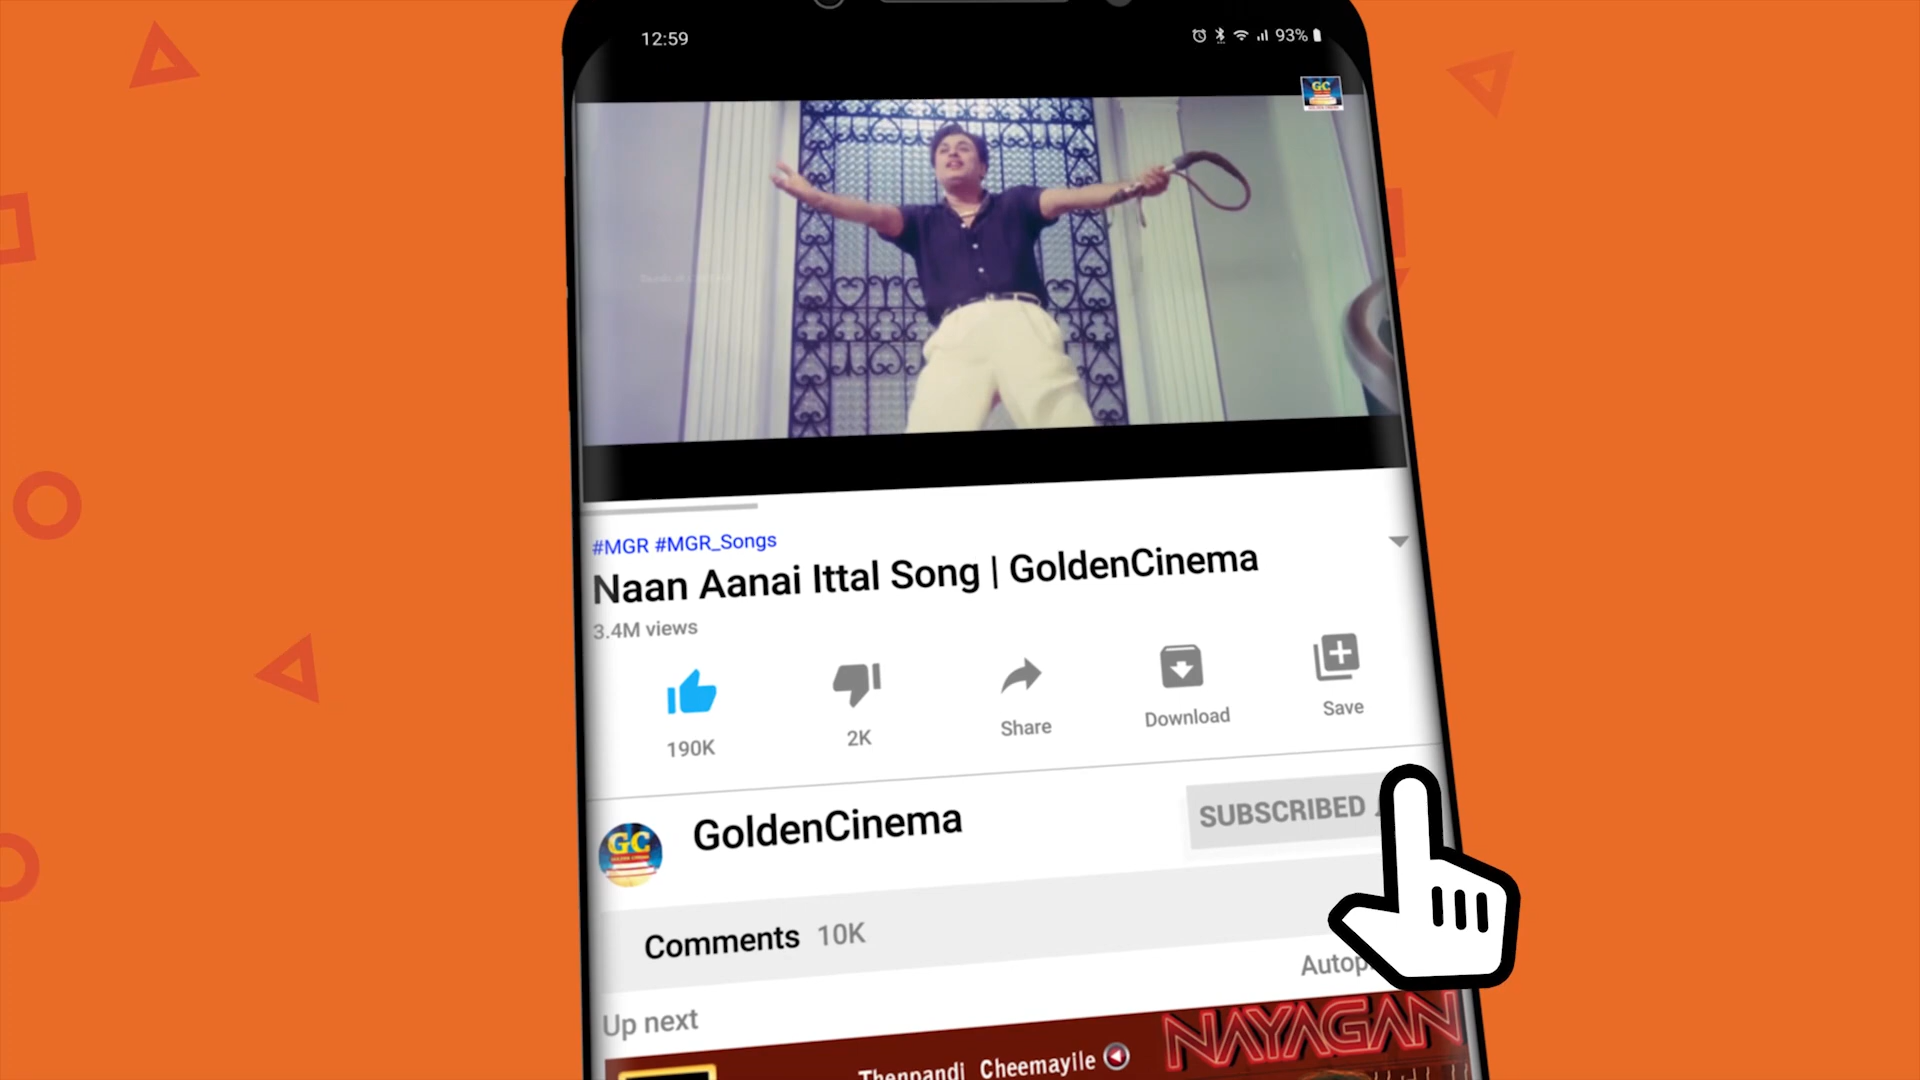 12:59
93%
GC
#MGR #MGR_Songs
Naan Aanai Ittal Song | GoldenCinema
3.4M views
190K
2K
Share
Download
Save
GC
GoldenCinema
SUBSCRIBED
Comments 10K
Up next
Thenpandi Cheemayile
NAYAGAN